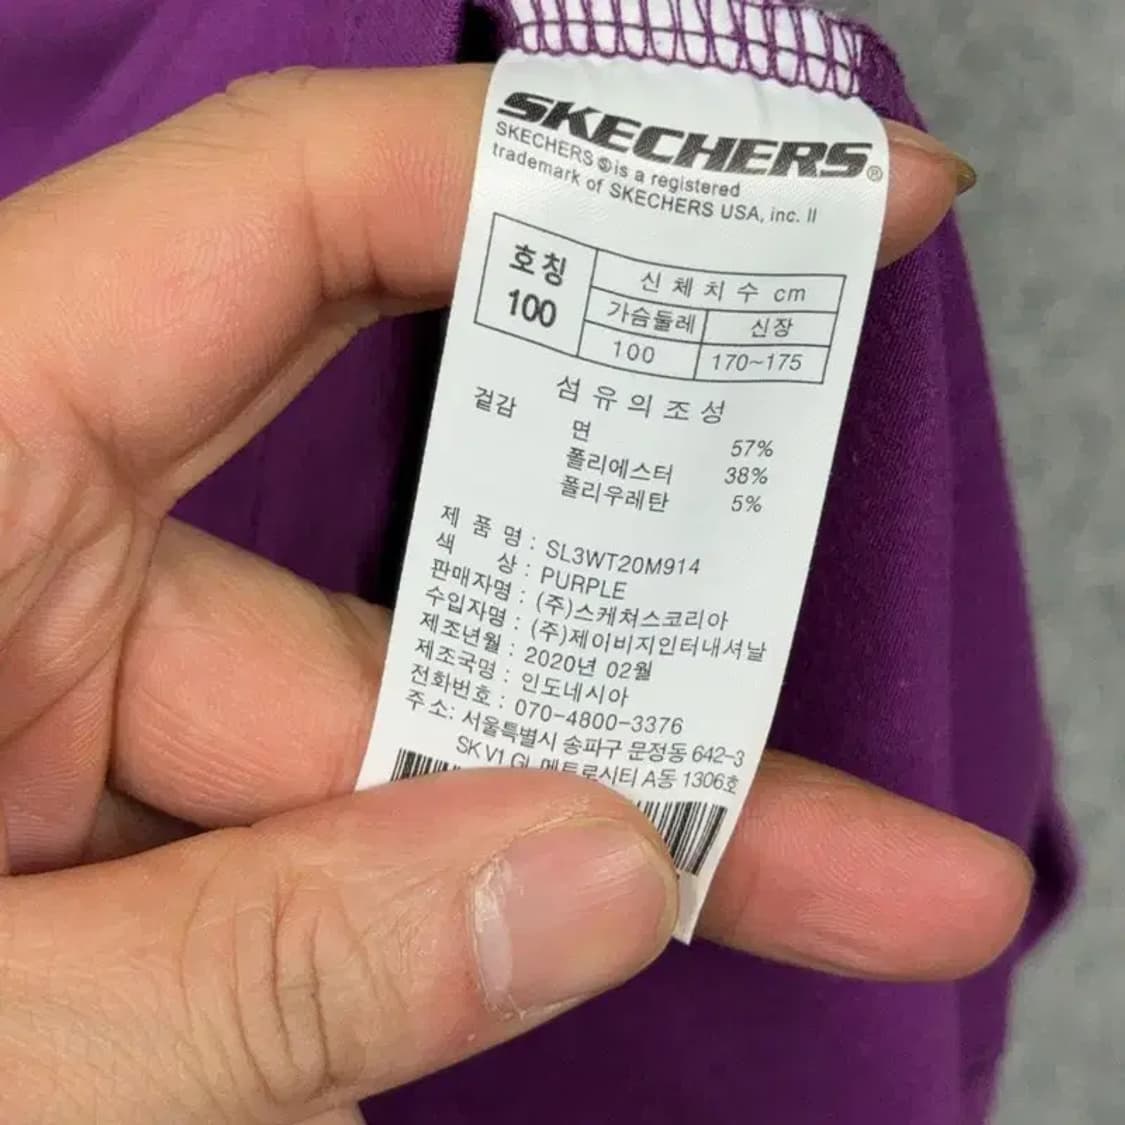 SKECHERS®
SKECHERS Ⓢ is a registered
trademark of SKECHERS USA, inc. II
호칭
100
신 체 치 수 cm
가슴둘레 신장
100 170~175
섬 유 의 조 성
겉감
면 57%
폴리에스터 38%
폴리우레탄 5%
제 품 명 : SL3WT20M914
색 상 : PURPLE
판매자명 : (주)스케쳐스코리아
수입자명 : (주)제이비지인터내셔날
제조년월 : 2020년 02월
제조국명 : 인도네시아
전화번호 : 070-4800-3376
주 소: 서울특별시 송파구 문정동 642-3
SK V1 GL 메트로시티 A동 1306호